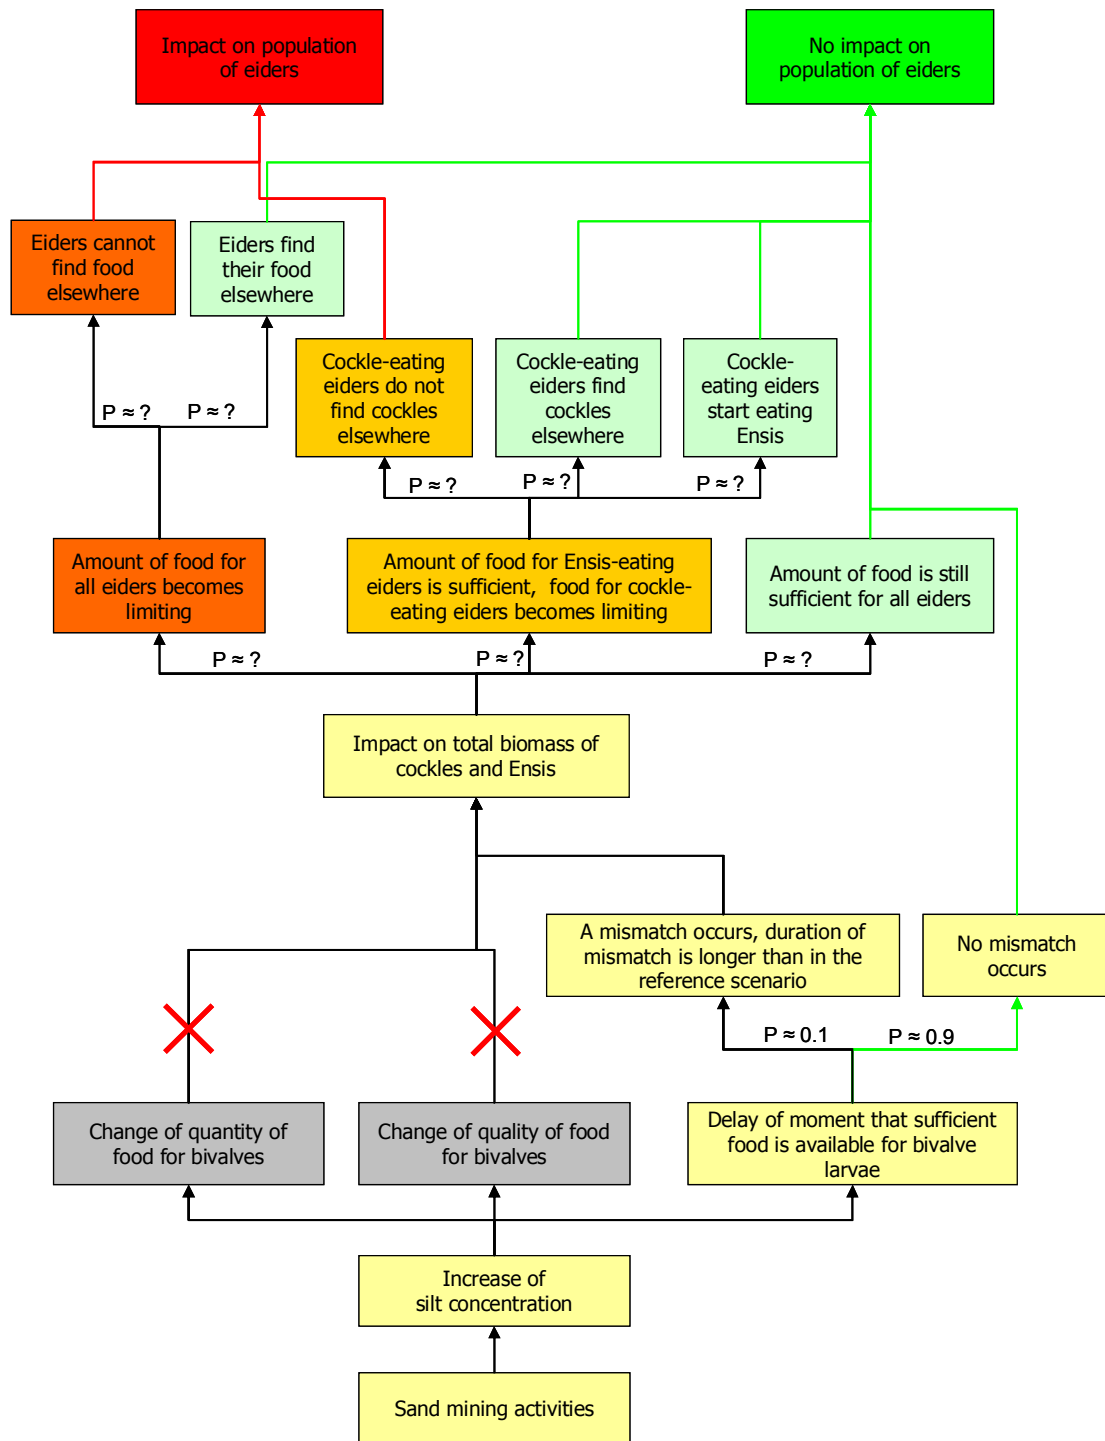 Impact on population
of eiders
No impact on
population of eiders
Eiders cannot
find food
elsewhere
Eiders find
their food
elsewhere
Cockle-eating
eiders do not
find cockles
elsewhere
Cockle-eating
eiders find
cockles
elsewhere
Cockle-
eating eiders
start eating
Ensis
P ≈ ?
P ≈ ?
P ≈ ?
P ≈ ?
P ≈ ?
Amount of food for
all eiders becomes
limiting
Amount of food for Ensis-eating
eiders is sufficient,  food for cockle-
eating eiders becomes limiting
Amount of food is still
sufficient for all eiders
P ≈ ?
P ≈ ?
P ≈ ?
Impact on total biomass of
cockles and Ensis
A mismatch occurs, duration of
mismatch is longer than in the
reference scenario
No mismatch
occurs
P ≈ 0.1
P ≈ 0.9
Change of quantity of
food for bivalves
Change of quality of food
for bivalves
Delay of moment that sufficient
food is available for bivalve
larvae
Increase of
silt concentration
Sand mining activities